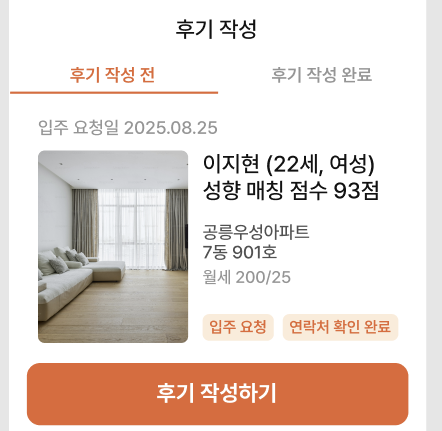 후기 작성
후기 작성 전
후기 작성 완료
입주 요청일 2025.08.25
이지현 (22세, 여성)
성향 매칭 점수 93점
공릉우성아파트
7동 901호
월세 200/25
입주 요청
연락처 확인 완료
후기 작성하기